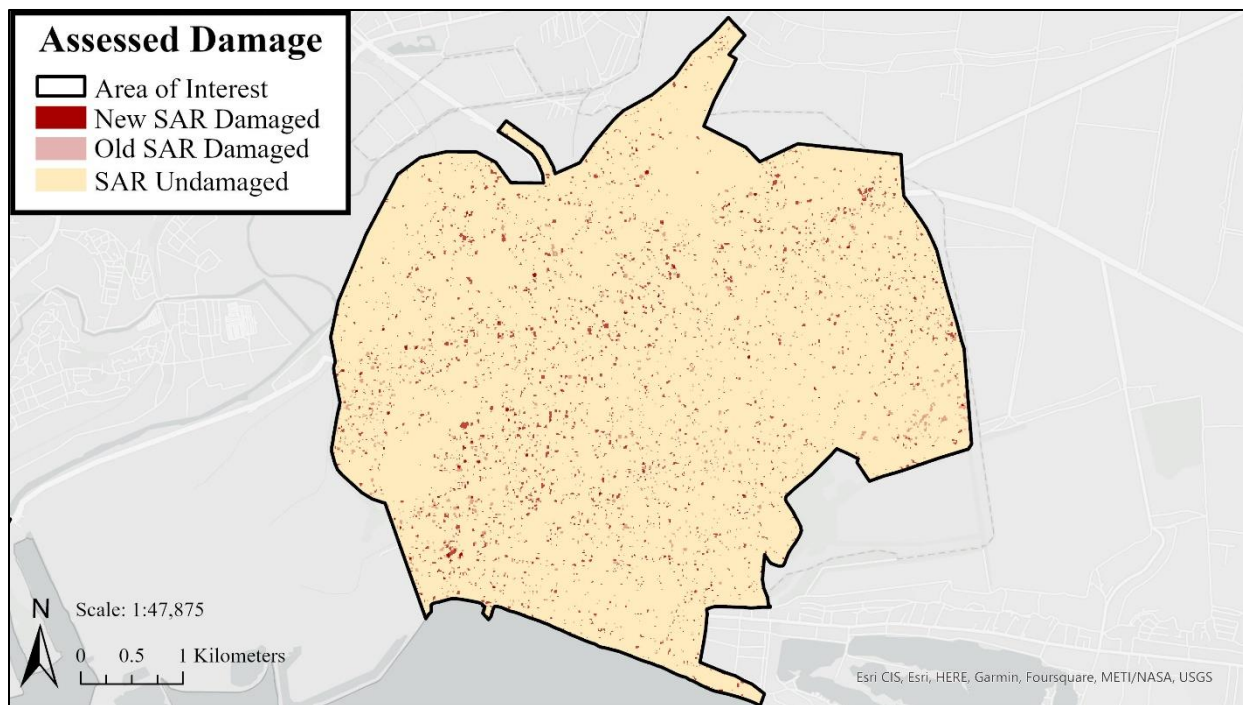 Assessed Damage
Area of Interest
New SAR Damaged
Old SAR Damaged
SAR Undamaged
N
Scale: 1:47,875
0 0.5 1 Kilometers
Esri CIS, Esri, HERE, Garmin, Foursquare, METI/NASA, USGS